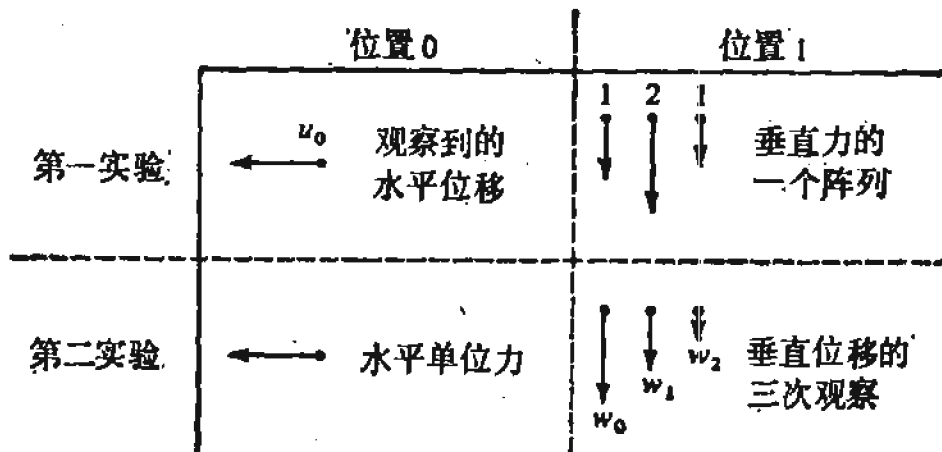 位置0
位置1
第一实验
u₀
观察到的
水平位移
1 2 1
垂直力的
一个阵列
第二实验
水平单位力
w₀
w₁
w₂
垂直位移的
三次观察